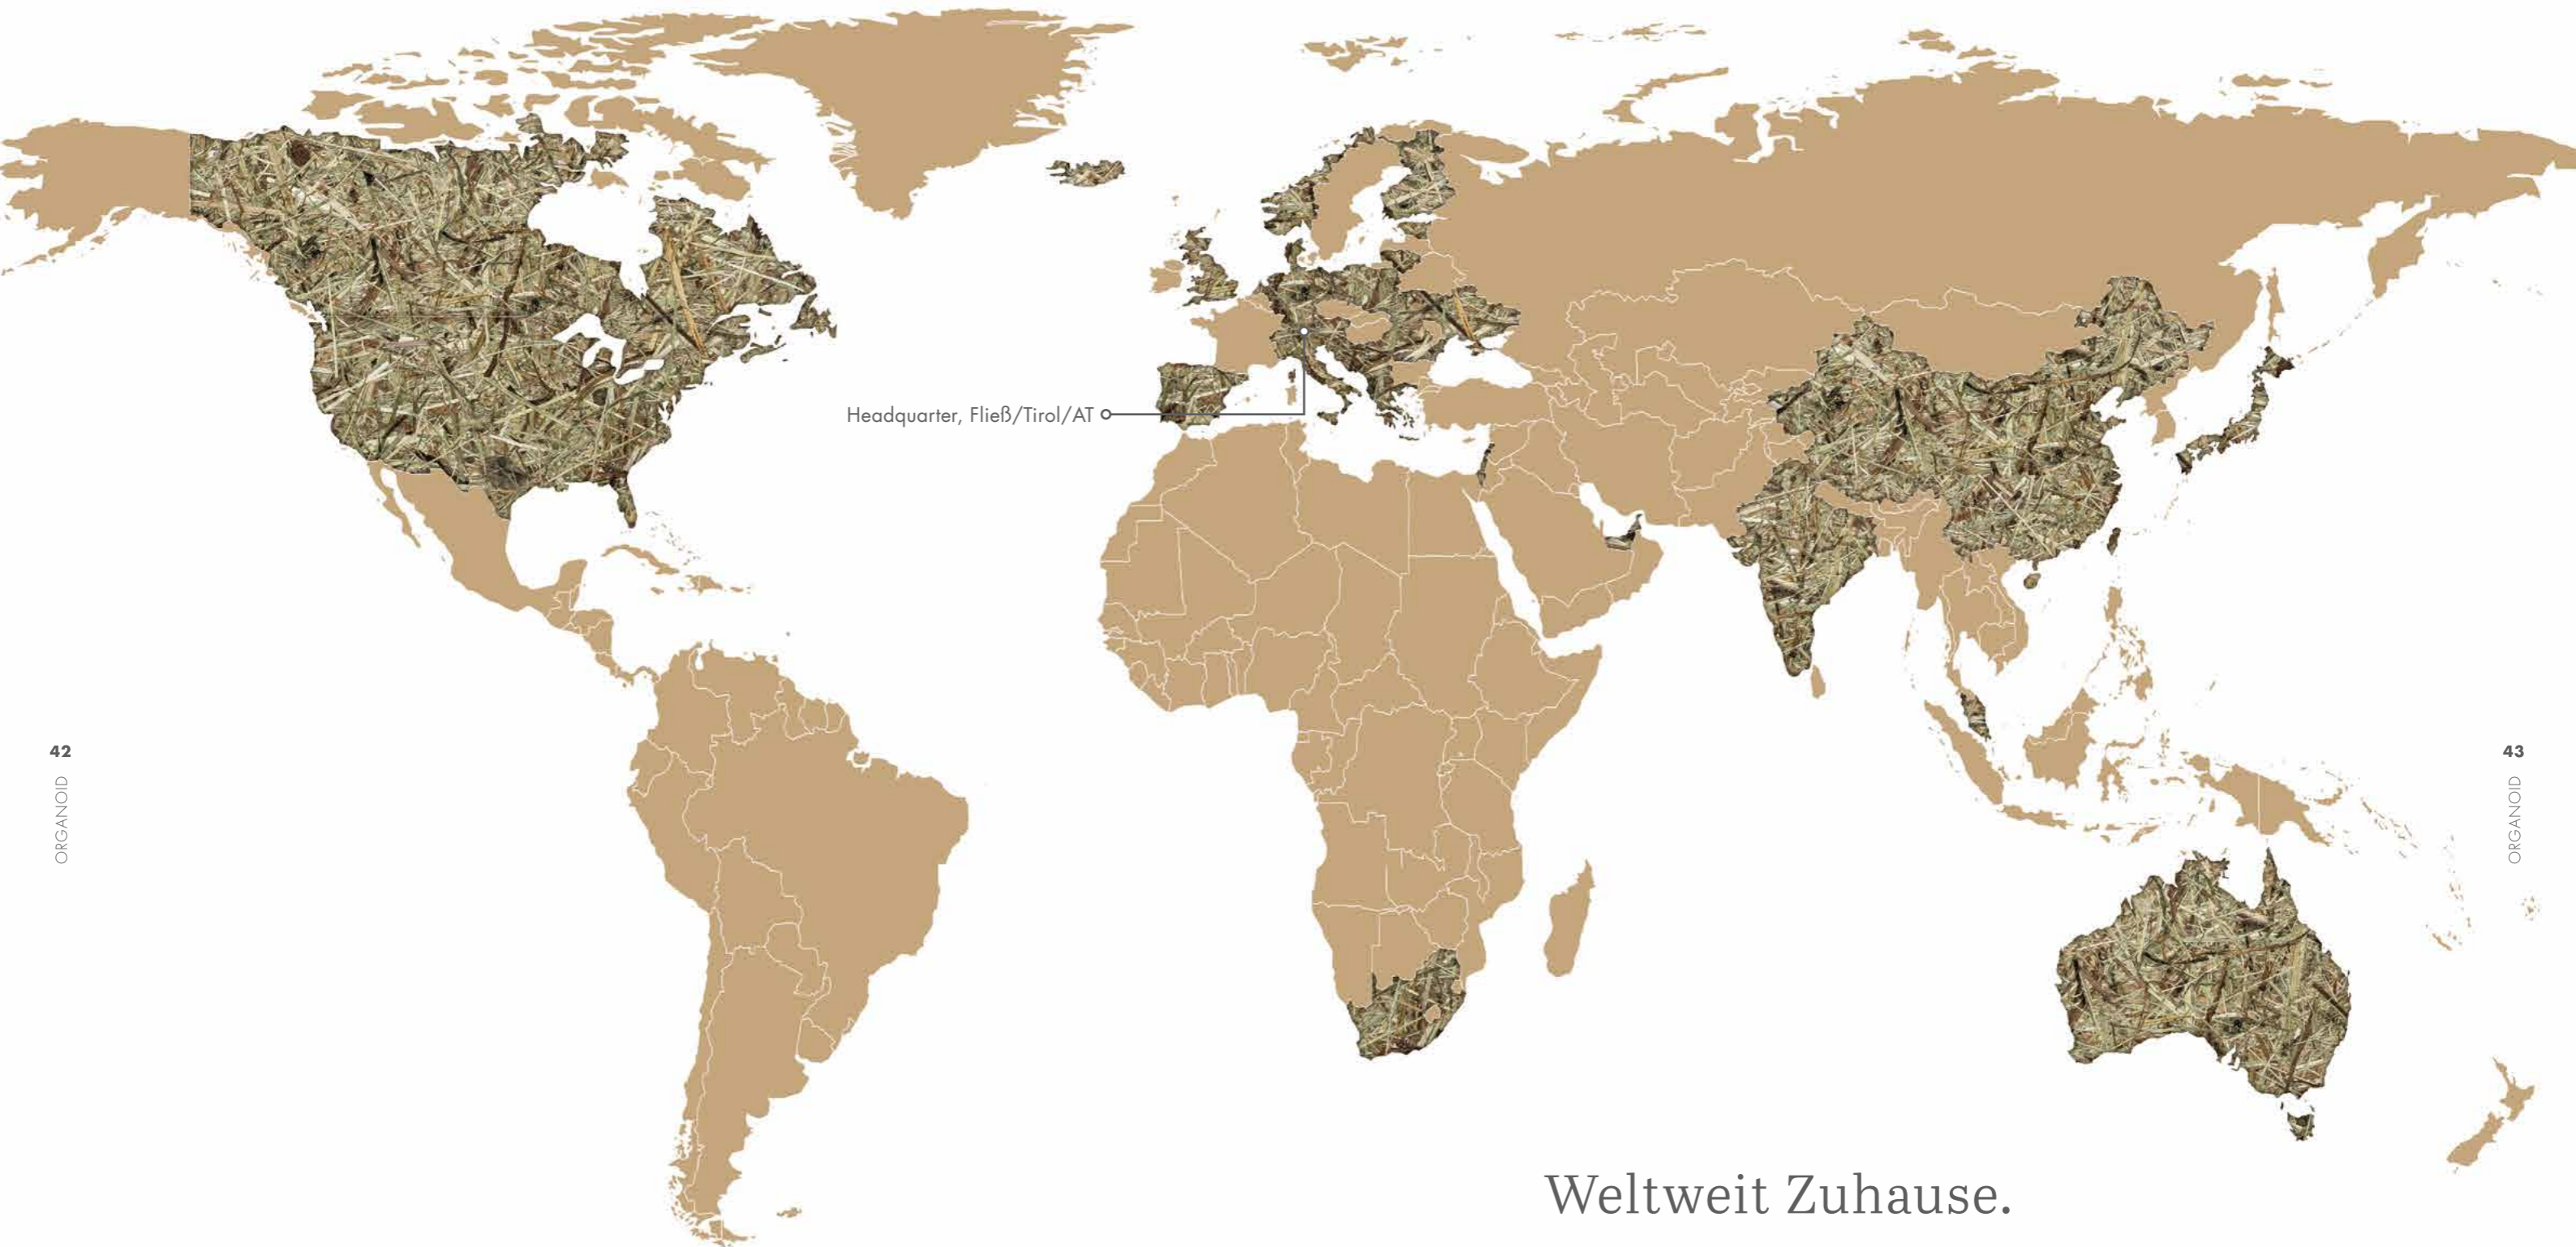 Headquarter, Fließ/Tirol/AT
42
ORGANOID
43
ORGANOID
Weltweit Zuhause.